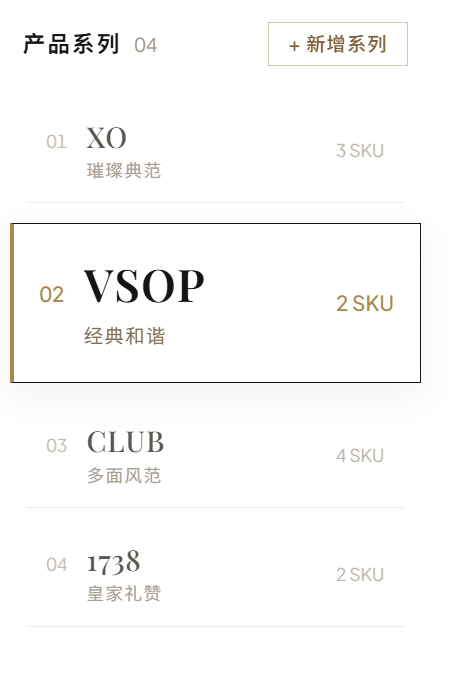 产品系列 04
+ 新增系列
01 XO 3 SKU
璀璨典范
02 VSOP 2 SKU
经典和谐
03 CLUB 4 SKU
多面风范
04 1738 2 SKU
皇家礼赞